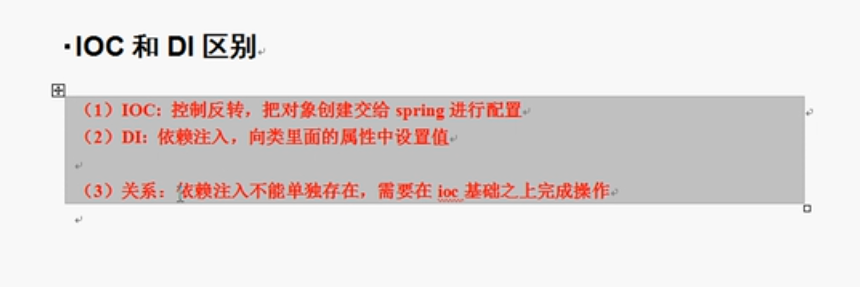 ·IOC 和 DI 区别
（1）IOC：控制反转，把对象创建交给 spring 进行配置
（2）DI：依赖注入，向类里面的属性中设置值
（3）关系：依赖注入不能单独存在，需要在 ioc 基础之上完成操作